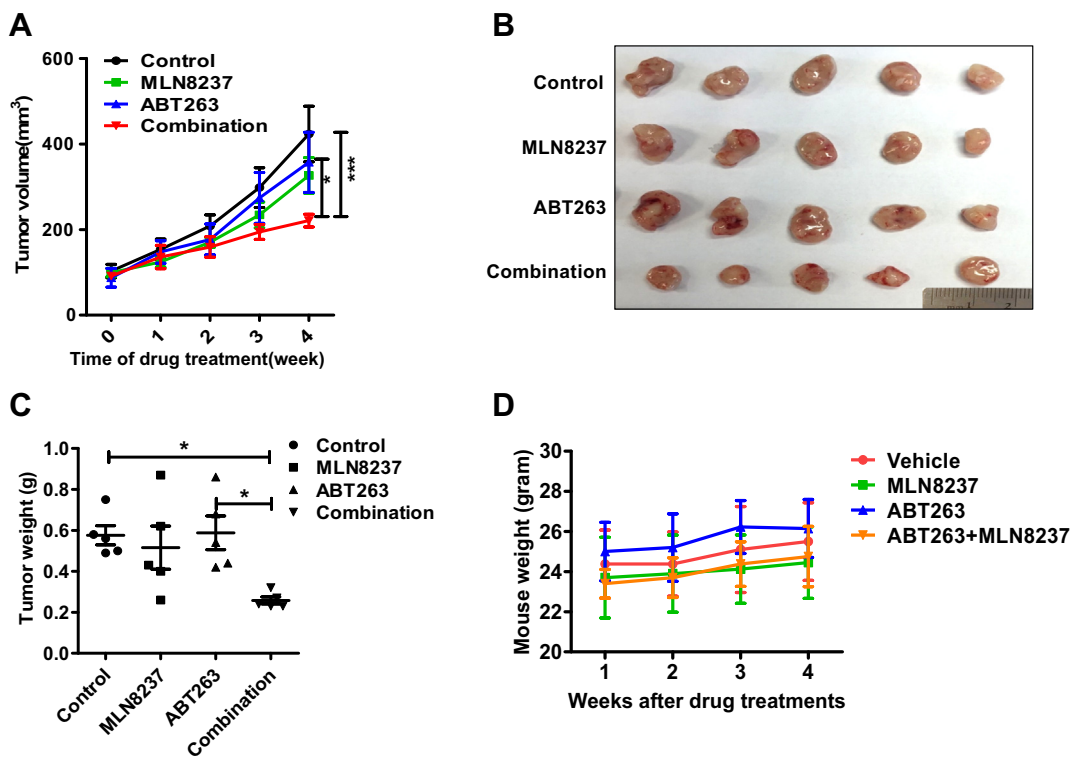 A
600
400
200
0
Tumor volume(mm3)
Control
MLN8237
ABT263
Combination
*
***
0 1 2 3 4
Time of drug treatment(week)
B
Control
MLN8237
ABT263
Combination
mm 1 2
C
1.0
0.8
0.6
0.4
0.2
0.0
Tumor weight (g)
*
*
Control
MLN8237
ABT263
Combination
Control MLN8237 ABT263 Combination
D
30
28
26
24
22
20
Mouse weight (gram)
Vehicle
MLN8237
ABT263
ABT263+MLN8237
1 2 3 4
Weeks after drug treatments